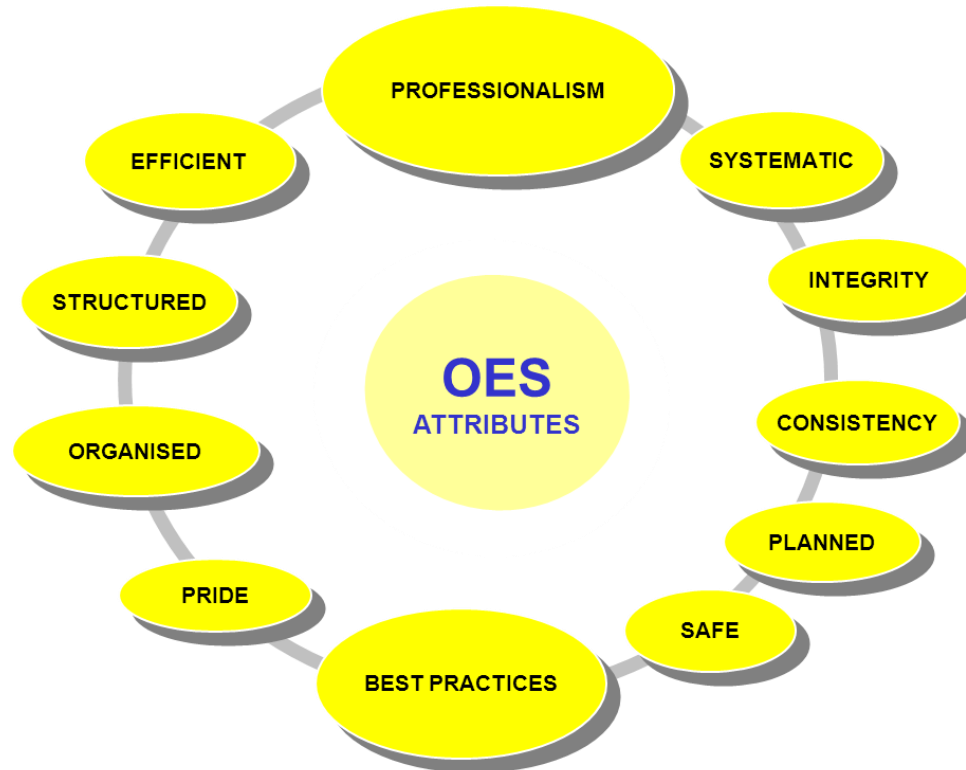 PROFESSIONALISM
EFFICIENT
SYSTEMATIC
STRUCTURED
INTEGRITY
OES
ATTRIBUTES
ORGANISED
CONSISTENCY
PLANNED
PRIDE
SAFE
BEST PRACTICES